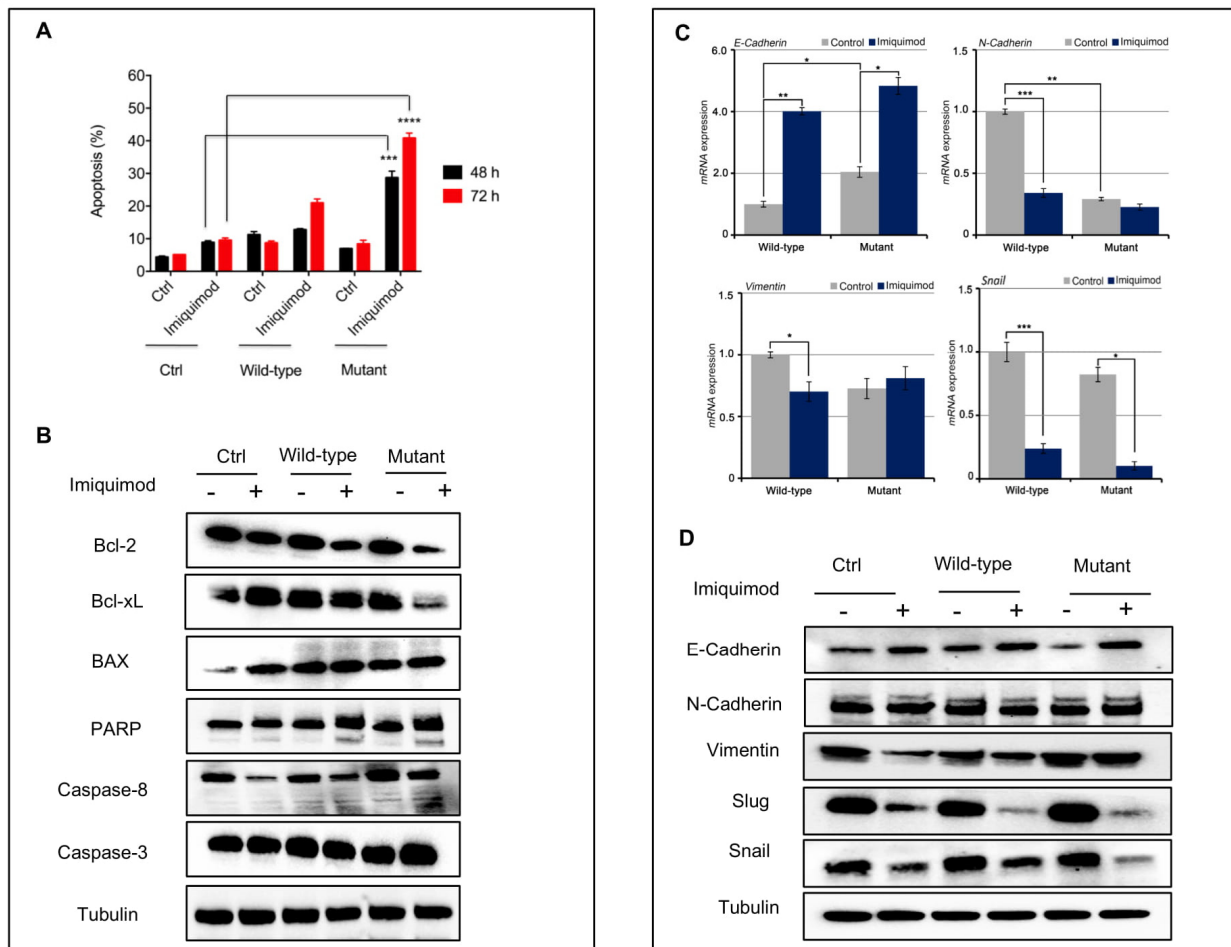 A
Apoptosis (%)
60
50
40
30
20
10
0
***
****
48 h
72 h
Ctrl
Imiquimod
Ctrl
Imiquimod
Ctrl
Imiquimod
Ctrl
Wild-type
Mutant
B
Ctrl
Wild-type
Mutant
Imiquimod
- + - + - +
Bcl-2
Bcl-xL
BAX
PARP
Caspase-8
Caspase-3
Tubulin
C
E-Cadherin
Control Imiquimod
mRNA expression
6.0
4.0
2.0
0
*
**
*
Wild-type
Mutant
N-Cadherin
Control Imiquimod
mRNA expression
1.5
1.0
0.5
0
**
***
Wild-type
Mutant
Vimentin
Control Imiquimod
mRNA expression
1.5
1.0
0.5
0
*
Wild-type
Mutant
Snail
Control Imiquimod
mRNA expression
1.5
1.0
0.5
0
***
*
Wild-type
Mutant
D
Ctrl
Wild-type
Mutant
Imiquimod
- + - + - +
E-Cadherin
N-Cadherin
Vimentin
Slug
Snail
Tubulin